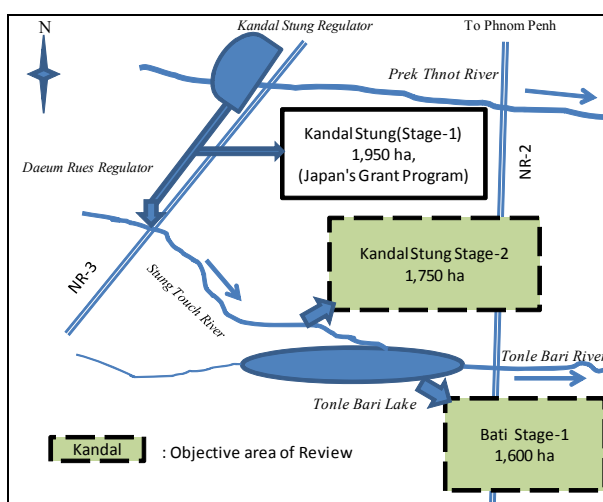 N
Kandal Stung Regulator
To Phnom Penh
Prek Thnot River
Kandal Stung(Stage-1)
1,950 ha,
(Japan's Grant Program)
Daeum Rues Regulator
NR-2
Kandal Stung Stage-2
1,750 ha
NR-3
Stung Touch River
Tonle Bari River
Tonle Bari Lake
Bati Stage-1
1,600 ha
Kandal
: Objective area of Review